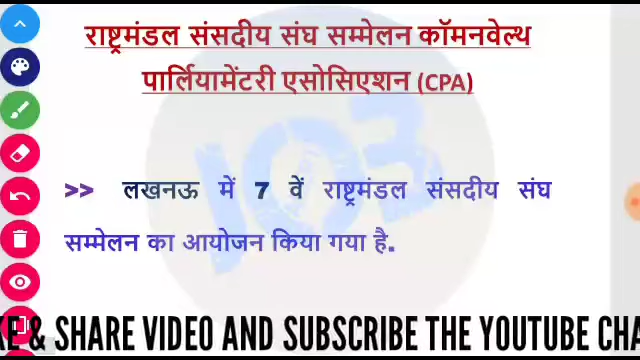 राष्ट्रमंडल संसदीय संघ सम्मेलन कॉमनवेल्थ
पार्लियामेंटरी एसोसिएशन (CPA)
>> लखनऊ में 7 वें राष्ट्रमंडल संसदीय संघ
सम्मेलन का आयोजन किया गया है.
& SHARE VIDEO AND SUBSCRIBE THE YOUTUBE